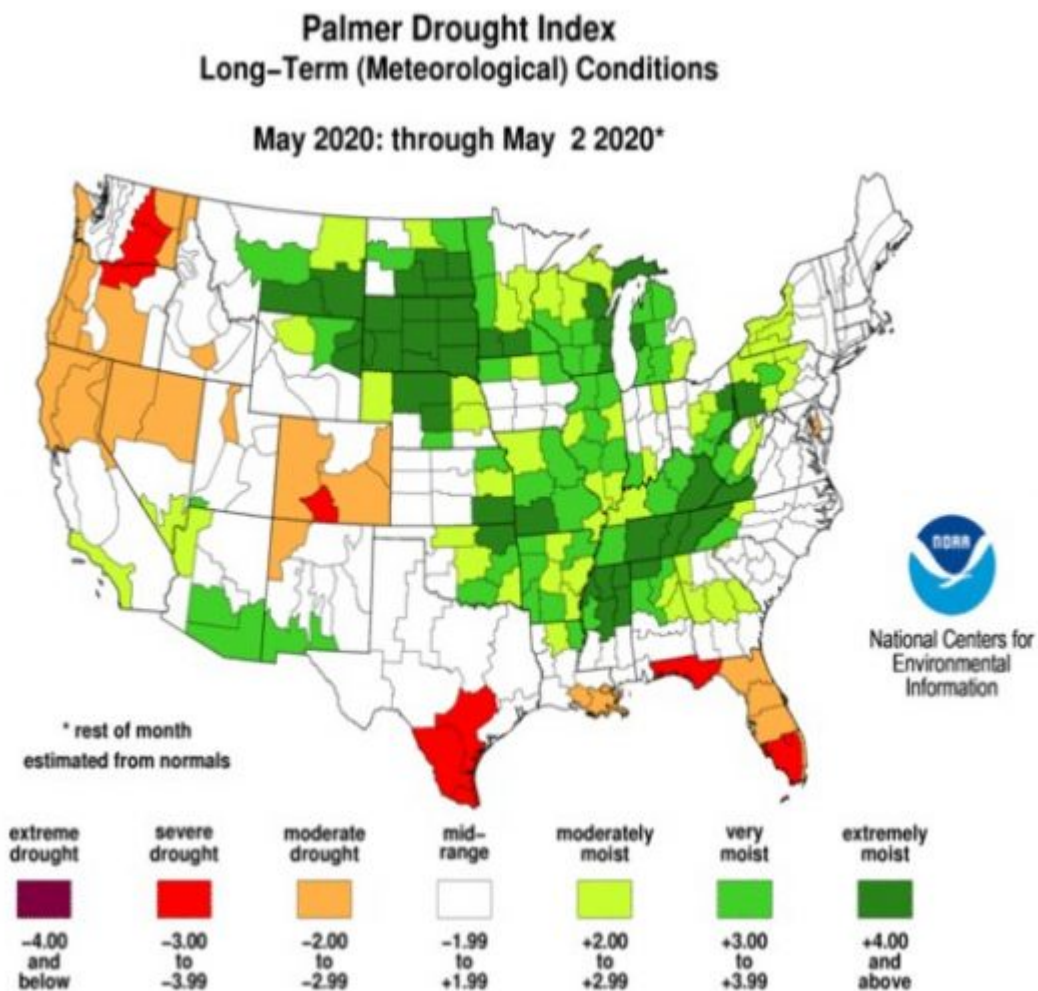 Palmer Drought Index
Long-Term (Meteorological) Conditions
May 2020: through May 2 2020*
NOAA
National Centers for
Environmental
Information
* rest of month
estimated from normals
extreme
drought
-4.00
and
below
severe
drought
-3.00
to
-3.99
moderate
drought
-2.00
to
-2.99
mid-
range
-1.99
to
+1.99
moderately
moist
+2.00
to
+2.99
very
moist
+3.00
to
+3.99
extremely
moist
+4.00
and
above